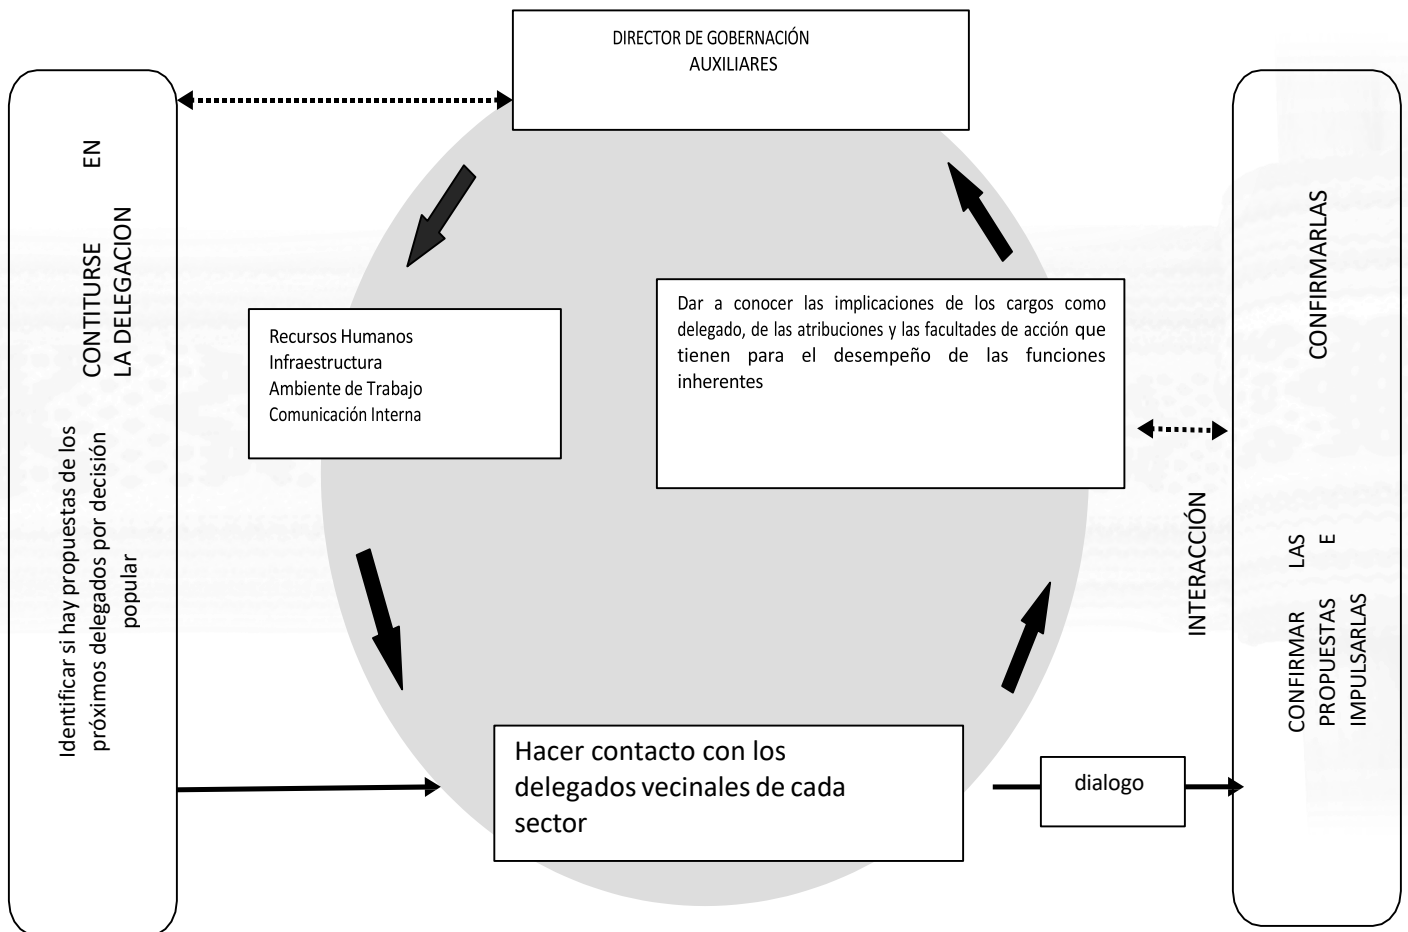 DIRECTOR DE GOBERNACIÓN
AUXILIARES
CONTITURSE EN
LA DELEGACION
Identificar si hay propuestas de los
próximos delegados por decisión
popular
Recursos Humanos
Infraestructura
Ambiente de Trabajo
Comunicación Interna
Dar a conocer las implicaciones de los cargos como
delegado, de las atribuciones y las facultades de acción que
tienen para el desempeño de las funciones
inherentes
Hacer contacto con los
delegados vecinales de cada
sector
dialogo
INTERACCIÓN
CONFIRMARLAS
CONFIRMAR LAS
PROPUESTAS E
IMPULSARLAS